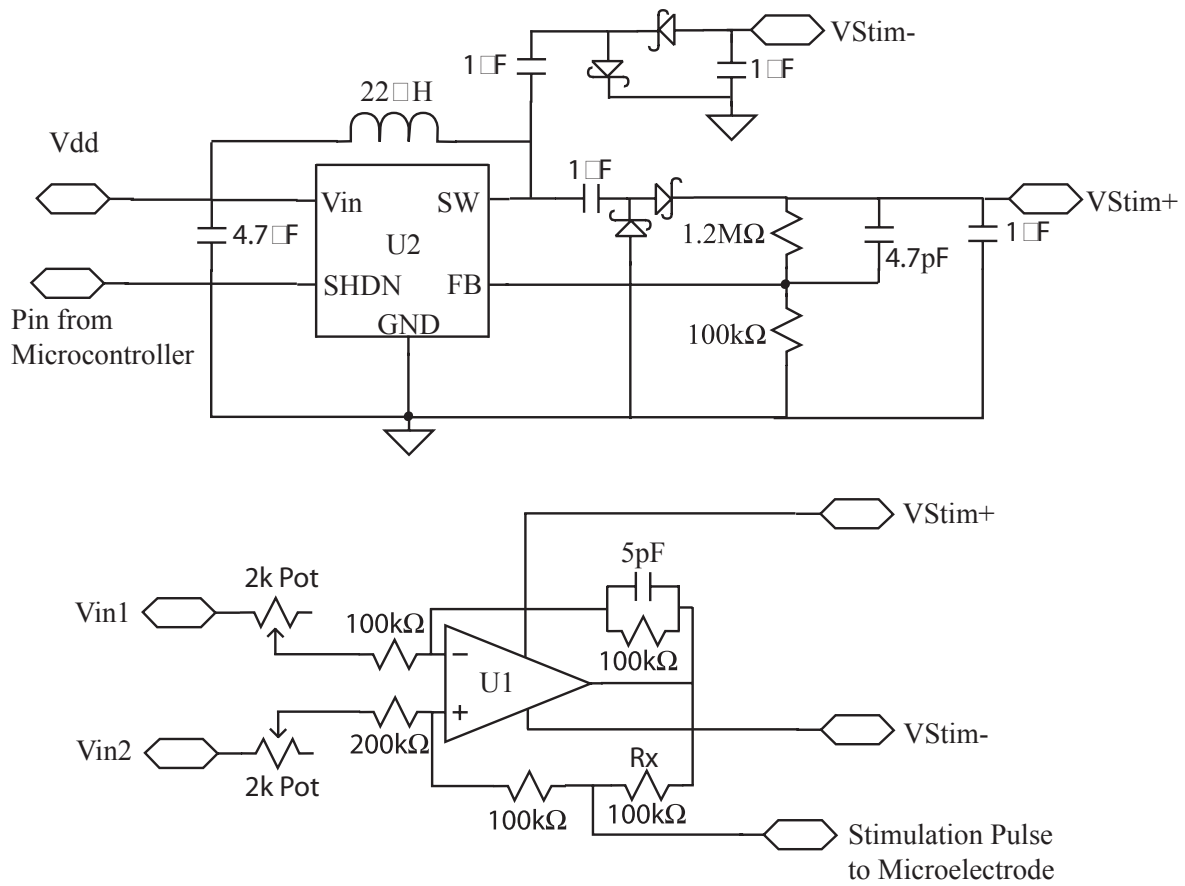 VStim-
1□F
1□F
22□H
Vdd
1□F
Vin
SW
VStim+
4.7□F
U2
1.2MΩ
4.7pF
1□F
SHDN
FB
Pin from
Microcontroller
GND
100kΩ
VStim+
5pF
2k Pot
Vin1
100kΩ
−
100kΩ
U1
+
Vin2
200kΩ
VStim-
2k Pot
Rx
100kΩ
100kΩ
Stimulation Pulse
to Microelectrode